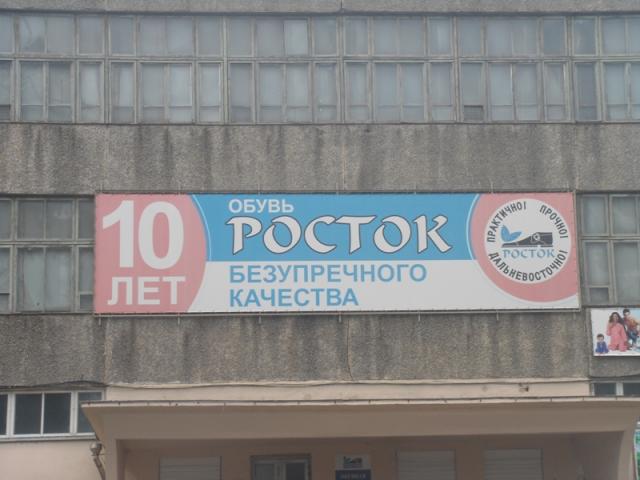 10
ЛЕТ
ОБУВЬ
РОСТОК
БЕЗУПРЕЧНОГО
КАЧЕСТВА
ПРАКТИЧНО! ПРОЧНО!
РОСТОК
ДАЛЬНЕВОСТОЧНО!